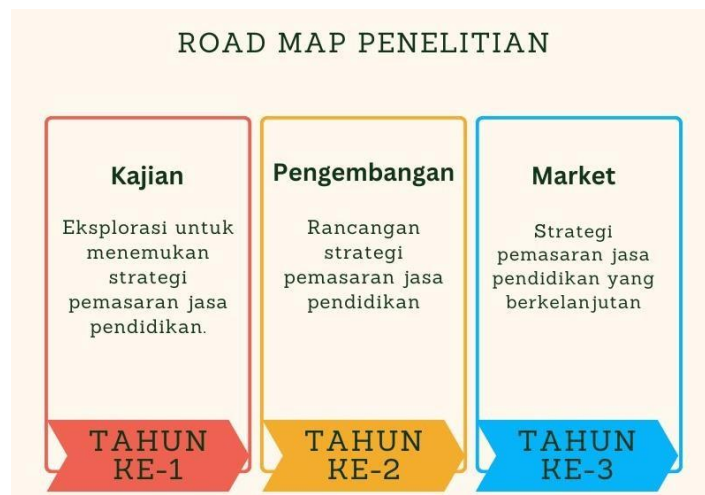 ROAD MAP PENELITIAN
Kajian
Eksplorasi untuk
menemukan
strategi
pemasaran jasa
pendidikan.
TAHUN
KE-1
Pengembangan
Rancangan
strategi
pemasaran jasa
pendidikan
TAHUN
KE-2
Market
Strategi
pemasaran jasa
pendidikan yang
berkelanjutan
TAHUN
KE-3